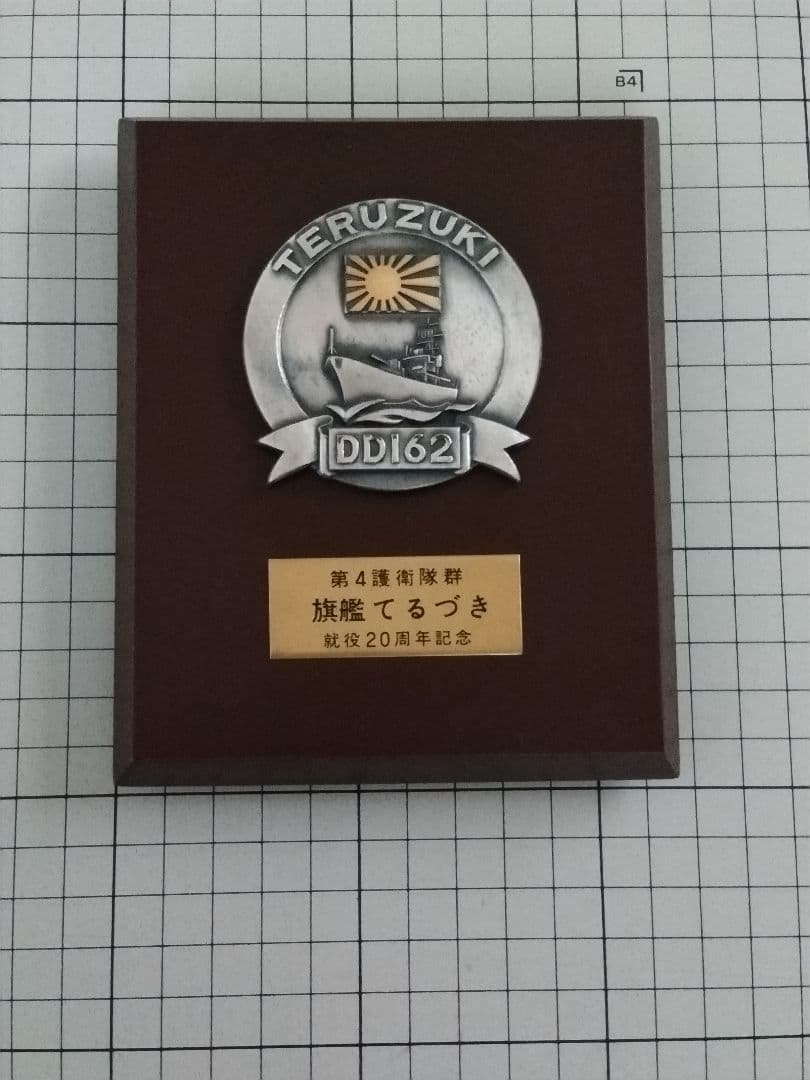 B4
TERUZUKI
DD162
第4護衛隊群
旗艦てるづき
就役20周年記念